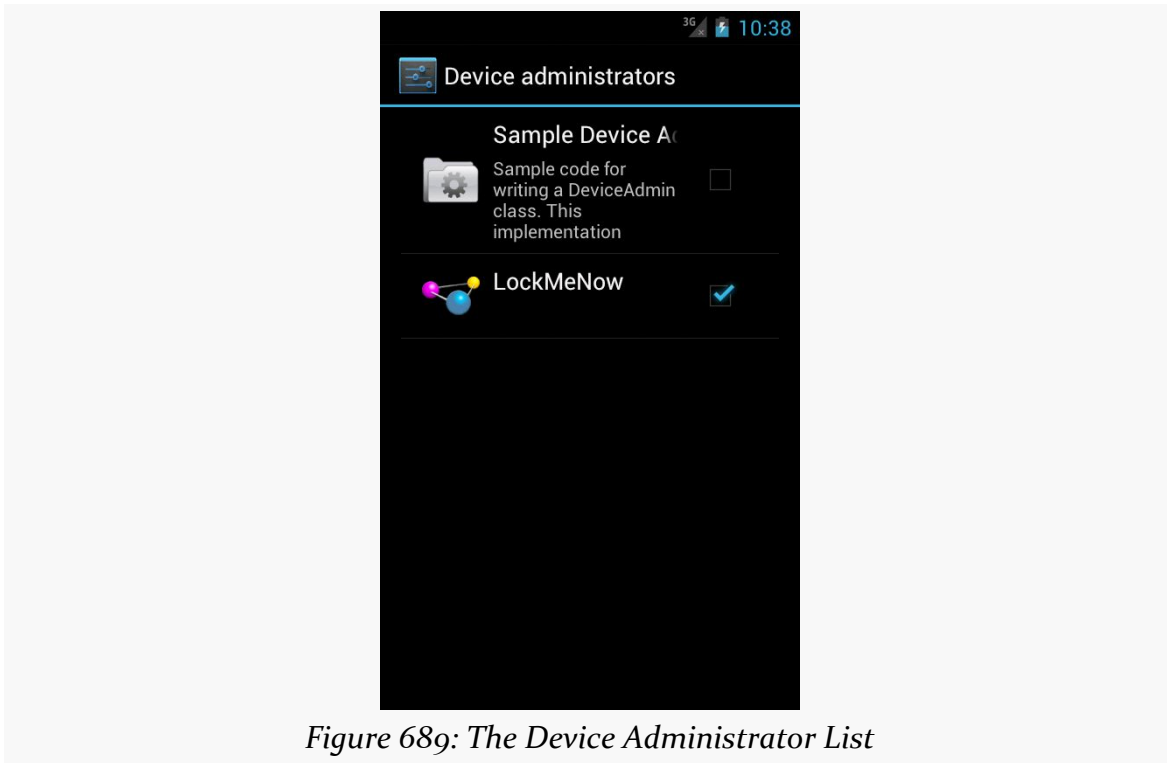 3G 10:38
Device administrators
Sample Device Ad
Sample code for
writing a DeviceAdmin
class. This
implementation
LockMeNow
Figure 689: The Device Administrator List